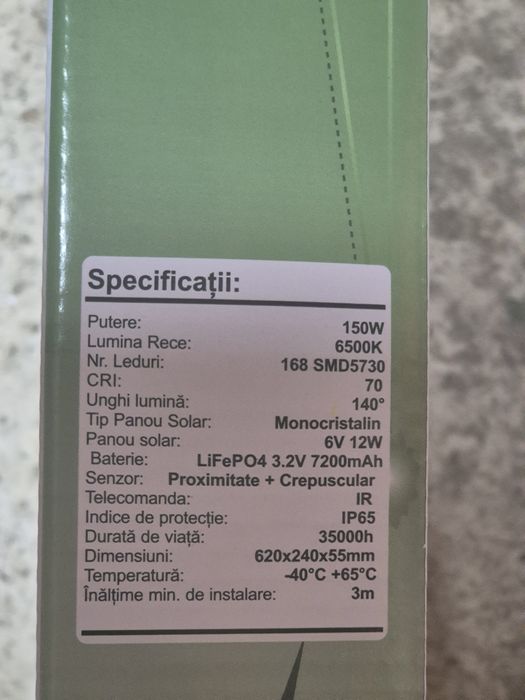 Specificații:
Putere: 150W
Lumina Rece: 6500K
Nr. Leduri: 168 SMD5730
CRI: 70
Unghi lumină: 140°
Tip Panou Solar: Monocristalin
Panou solar: 6V 12W
Baterie: LiFePO4 3.2V 7200mAh
Senzor: Proximitate + Crepuscular
Telecomanda: IR
Indice de protecție: IP65
Durată de viață: 35000h
Dimensiuni: 620x240x55mm
Temperatură: -40°C +65°C
Înălțime min. de instalare: 3m